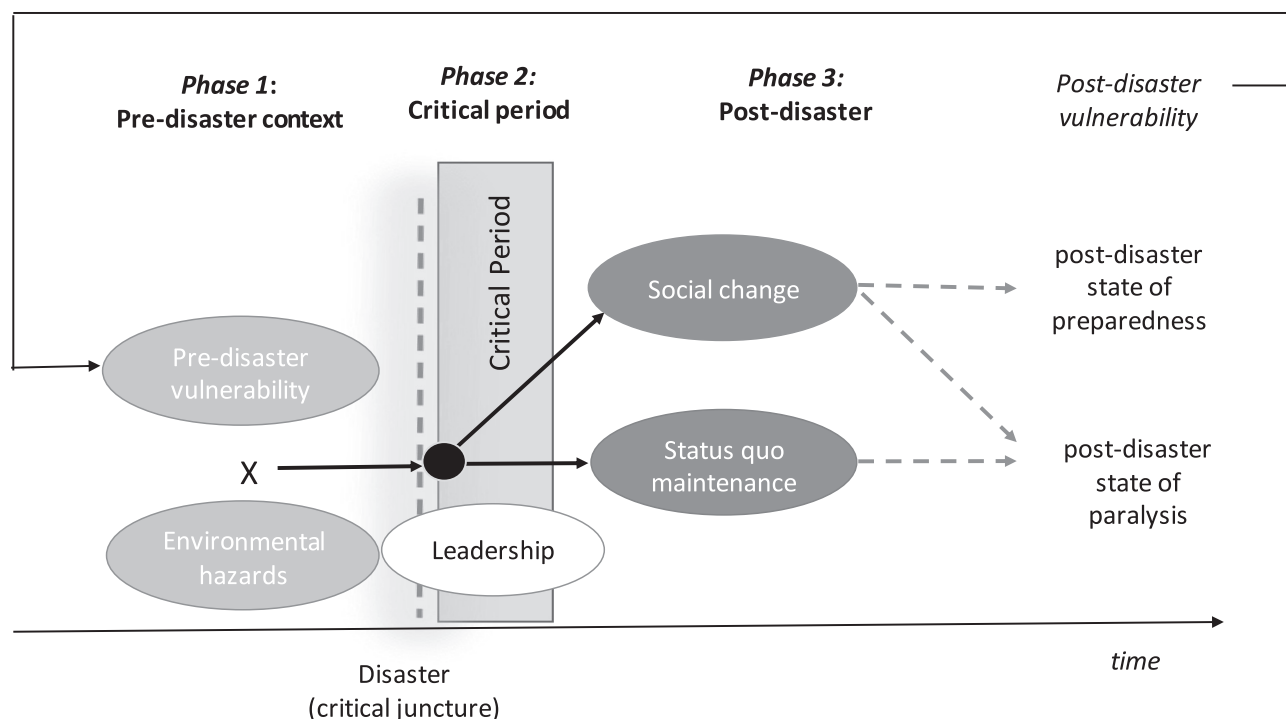 Phase 1:
Pre-disaster context
Phase 2:
Critical period
Phase 3:
Post-disaster
Post-disaster
vulnerability
Critical Period
Social change
post-disaster
state of
preparedness
Pre-disaster
vulnerability
X
Status quo
maintenance
post-disaster
state of
paralysis
Environmental
hazards
Leadership
time
Disaster
(critical juncture)